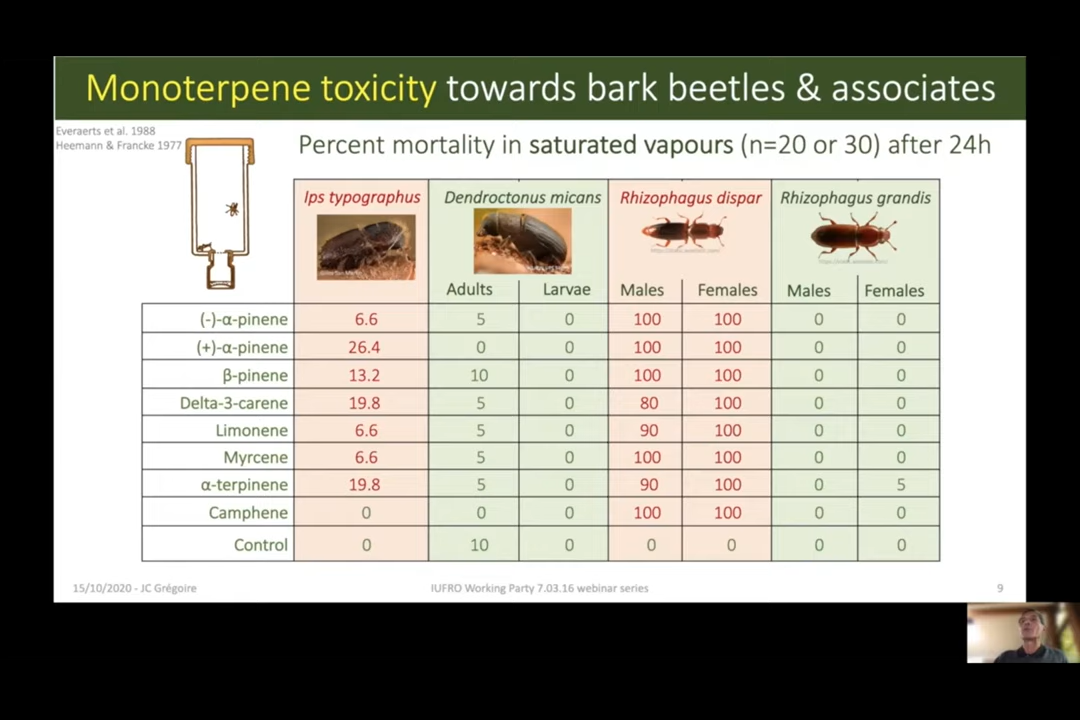 Monoterpene toxicity towards bark beetles & associates
Everaerts et al. 1988
Heemann & Francke 1977
Percent mortality in saturated vapours (n=20 or 30) after 24h
Ips typographus Dendroctonus micans Rhizophagus dispar Rhizophagus grandis
Adults Larvae Males Females Males Females
(-)-α-pinene 6.6 5 0 100 100 0 0
(+)-α-pinene 26.4 0 0 100 100 0 0
β-pinene 13.2 10 0 100 100 0 0
Delta-3-carene 19.8 5 0 80 100 0 0
Limonene 6.6 5 0 90 100 0 0
Myrcene 6.6 5 0 100 100 0 0
α-terpinene 19.8 5 0 90 100 0 5
Camphene 0 0 0 100 100 0 0
Control 0 10 0 0 0 0 0
15/10/2020 - JC Grégoire IUFRO Working Party 7.03.16 webinar series 9